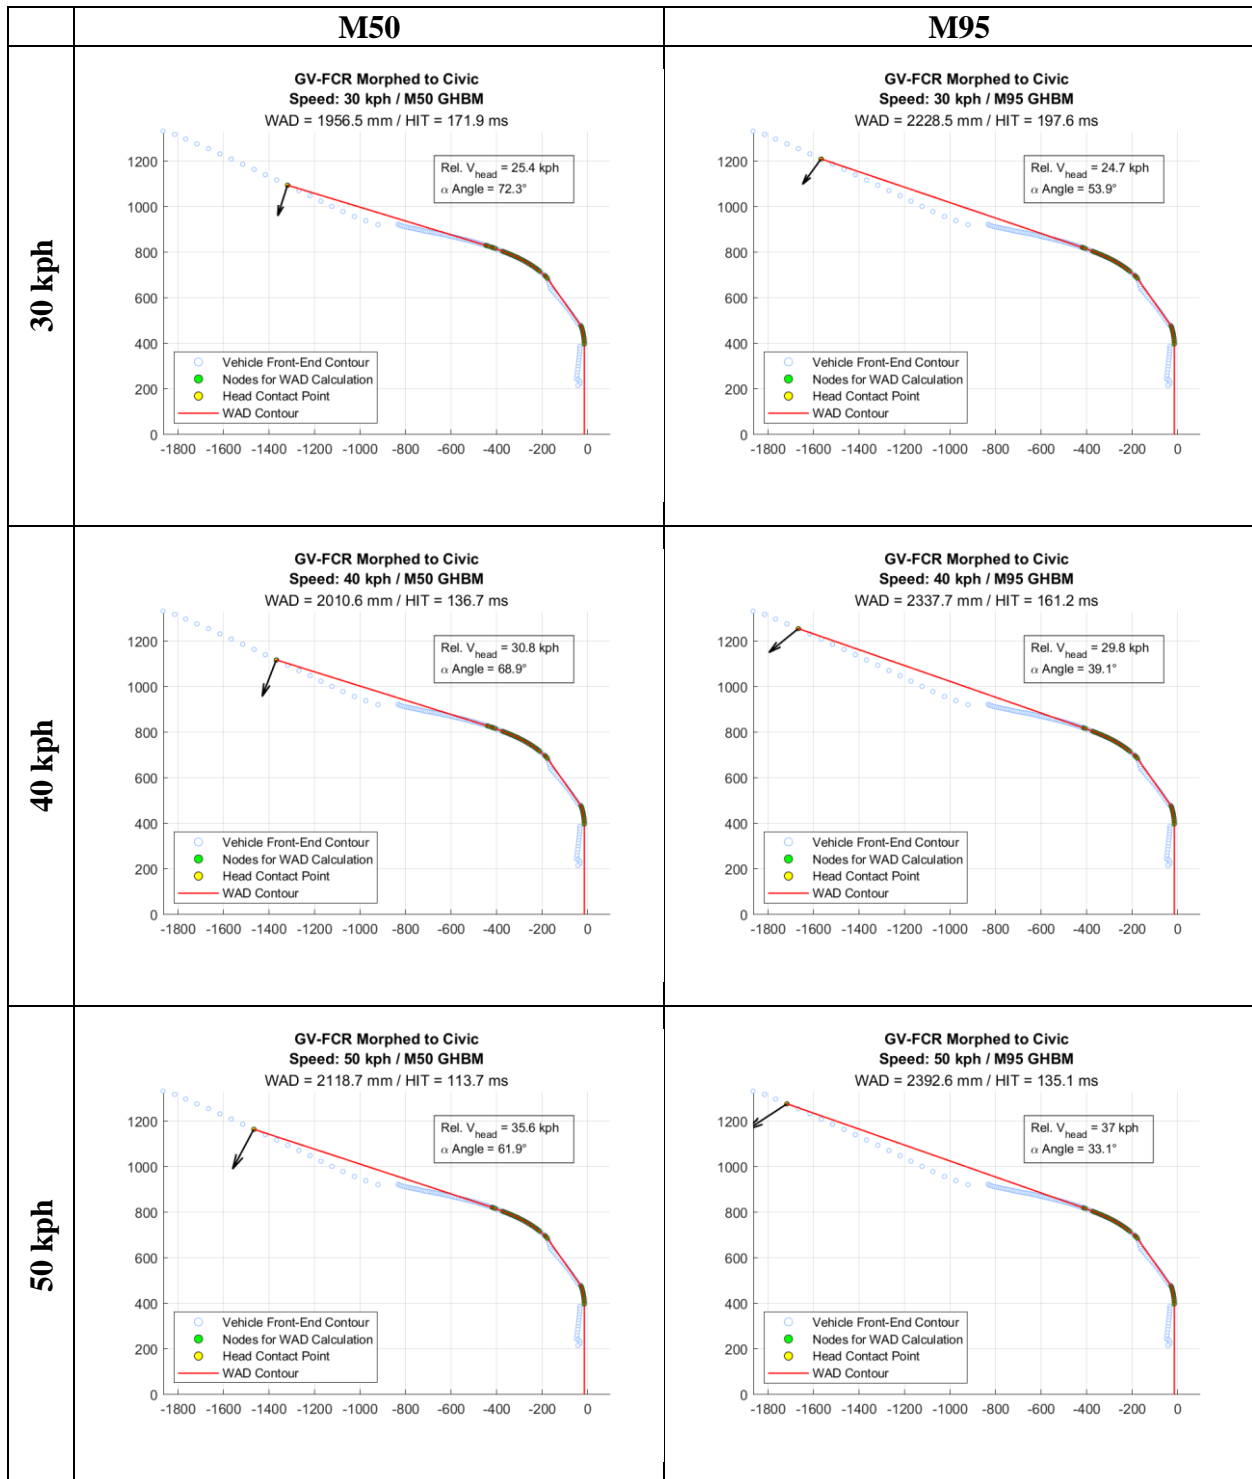 M50
M95
30 kph
GV-FCR Morphed to Civic
Speed: 30 kph / M50 GHBM
WAD = 1956.5 mm / HIT = 171.9 ms
Rel. V_head = 25.4 kph
α Angle = 72.3°
1200
1000
800
600
400
200
0
Vehicle Front-End Contour
Nodes for WAD Calculation
Head Contact Point
WAD Contour
-1800 -1600 -1400 -1200 -1000 -800 -600 -400 -200 0
GV-FCR Morphed to Civic
Speed: 30 kph / M95 GHBM
WAD = 2228.5 mm / HIT = 197.6 ms
Rel. V_head = 24.7 kph
α Angle = 53.9°
1200
1000
800
600
400
200
0
Vehicle Front-End Contour
Nodes for WAD Calculation
Head Contact Point
WAD Contour
-1800 -1600 -1400 -1200 -1000 -800 -600 -400 -200 0
40 kph
GV-FCR Morphed to Civic
Speed: 40 kph / M50 GHBM
WAD = 2010.6 mm / HIT = 136.7 ms
Rel. V_head = 30.8 kph
α Angle = 68.9°
1200
1000
800
600
400
200
0
Vehicle Front-End Contour
Nodes for WAD Calculation
Head Contact Point
WAD Contour
-1800 -1600 -1400 -1200 -1000 -800 -600 -400 -200 0
GV-FCR Morphed to Civic
Speed: 40 kph / M95 GHBM
WAD = 2337.7 mm / HIT = 161.2 ms
Rel. V_head = 29.8 kph
α Angle = 39.1°
1200
1000
800
600
400
200
0
Vehicle Front-End Contour
Nodes for WAD Calculation
Head Contact Point
WAD Contour
-1800 -1600 -1400 -1200 -1000 -800 -600 -400 -200 0
50 kph
GV-FCR Morphed to Civic
Speed: 50 kph / M50 GHBM
WAD = 2118.7 mm / HIT = 113.7 ms
Rel. V_head = 35.6 kph
α Angle = 61.9°
1200
1000
800
600
400
200
0
Vehicle Front-End Contour
Nodes for WAD Calculation
Head Contact Point
WAD Contour
-1800 -1600 -1400 -1200 -1000 -800 -600 -400 -200 0
GV-FCR Morphed to Civic
Speed: 50 kph / M95 GHBM
WAD = 2392.6 mm / HIT = 135.1 ms
Rel. V_head = 37 kph
α Angle = 33.1°
1200
1000
800
600
400
200
0
Vehicle Front-End Contour
Nodes for WAD Calculation
Head Contact Point
WAD Contour
-1800 -1600 -1400 -1200 -1000 -800 -600 -400 -200 0